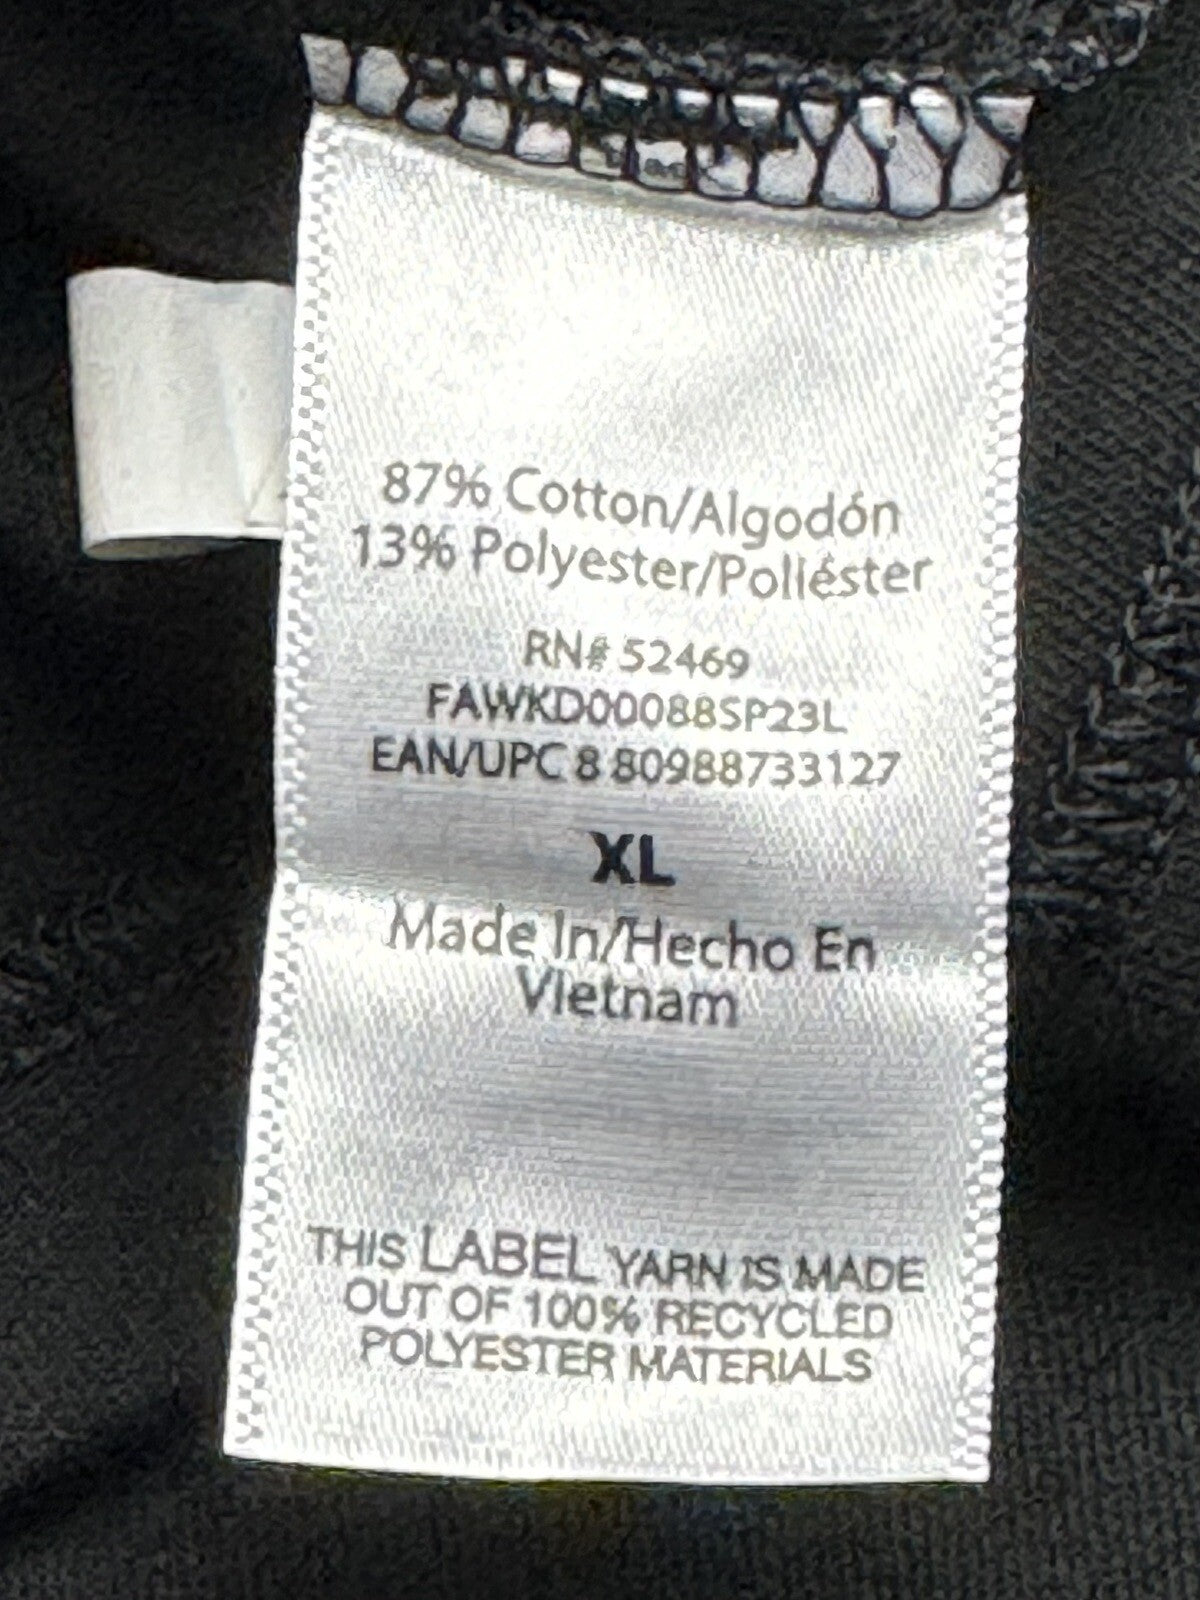 87% Cotton/Algodón
13% Polyester/Poliéster
RN# 52469
FAWKD00088SP23L
EAN/UPC 8 80988733127
XL
Made In/Hecho En
Vietnam
THIS LABEL YARN IS MADE
OUT OF 100% RECYCLED
POLYESTER MATERIALS